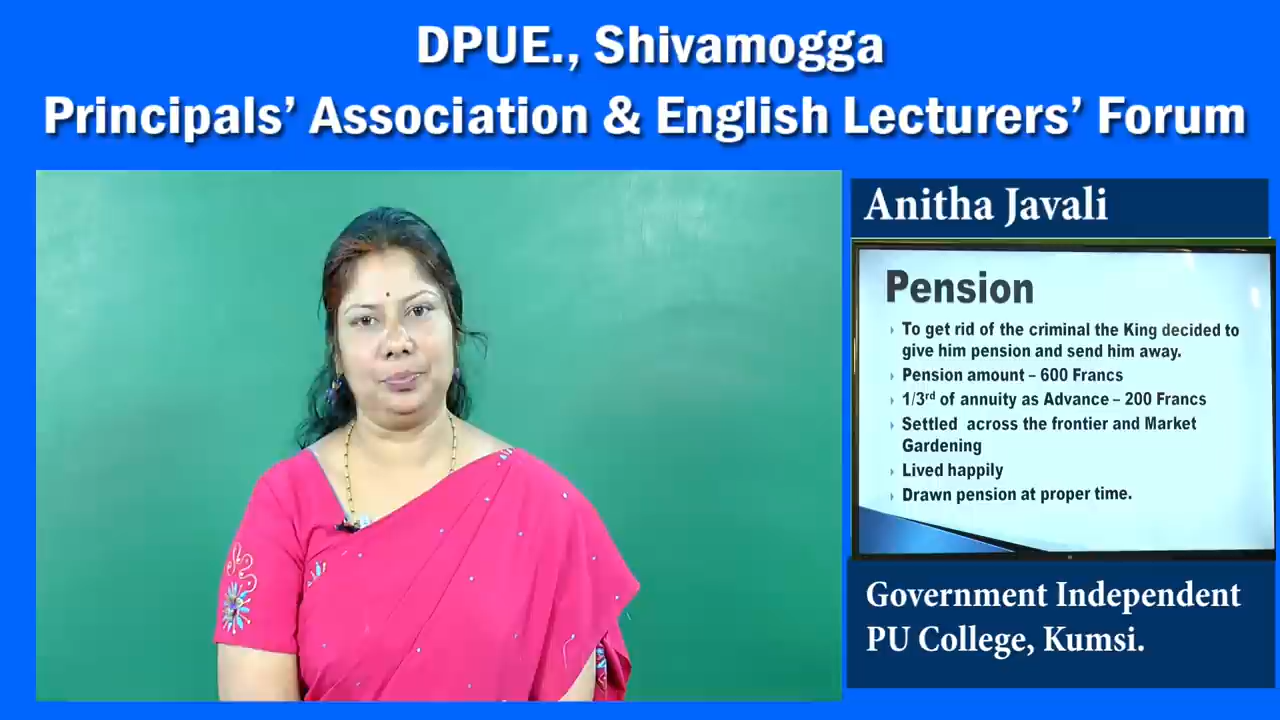 DPUE., Shivamogga
Principals’ Association & English Lecturers’ Forum
Anitha Javali
Pension
To get rid of the criminal the King decided to
give him pension and send him away.
Pension amount – 600 Francs
1/3rd of annuity as Advance – 200 Francs
Settled across the frontier and Market
Gardening
Lived happily
Drawn pension at proper time.
Government Independent
PU College, Kumsi.